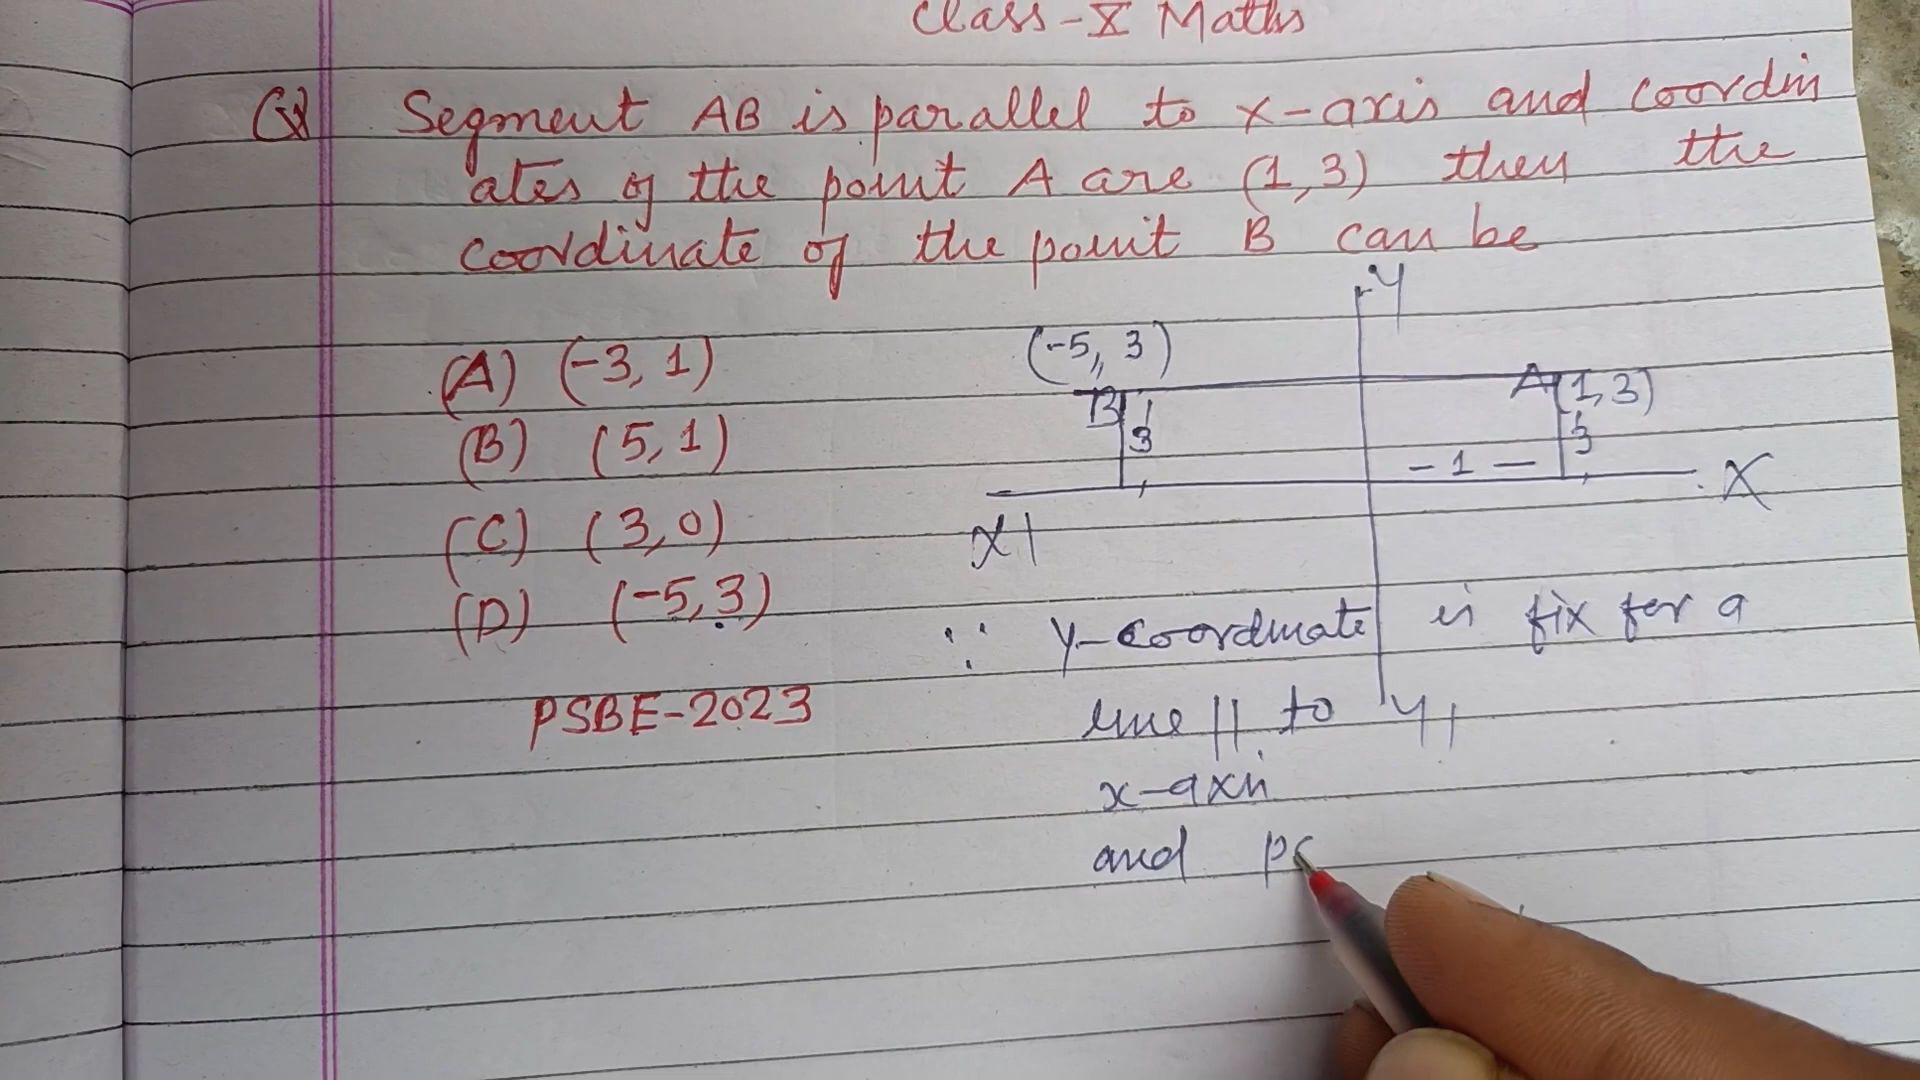 Class-X Maths
Q Segment AB is parallel to x-axis and coordin
ates of the point A are (1,3) then the
coordinate of the point B can be
Y
(-5, 3)
(A) (-3, 1)
B
A(1,3)
3
3
(B) (5,1)
-1-
X
(C) (3,0)
X'
(D) (-5,3)
∵ Y-coordinate is fix for a
PSBE-2023
line || to
Y'
x-axis
and